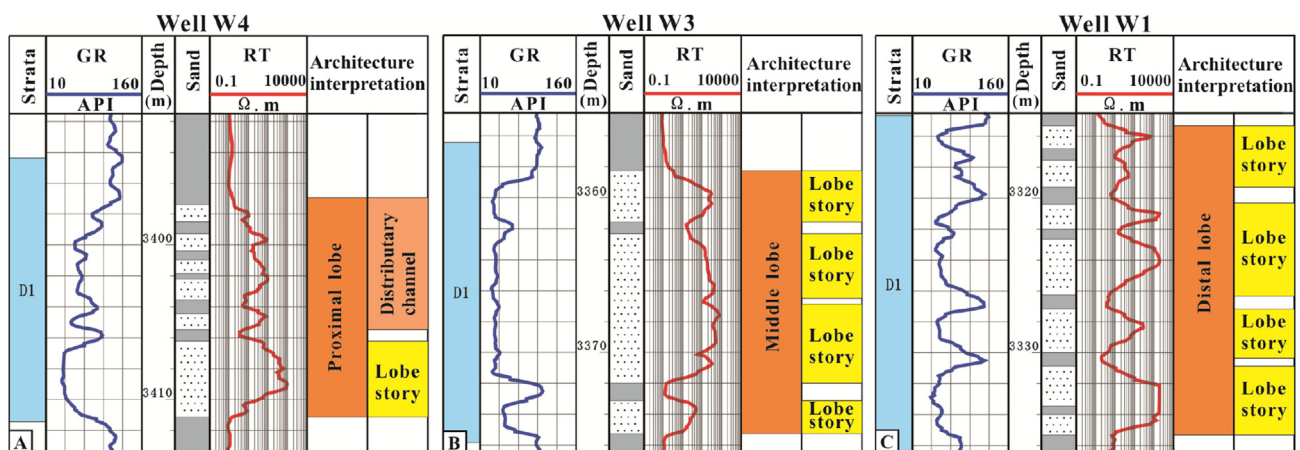 Well W4
Strata
GR
10 160
API
Depth
(m)
Sand
RT
0.1 10000
Ω. m
Architecture
interpretation
D1
3400
3410
Proximal lobe
Distributary
channel
Lobe
story
A
Well W3
Strata
GR
10 160
API
Depth
(m)
Sand
RT
0.1 10000
Ω. m
Architecture
interpretation
D1
3360
3370
Middle lobe
Lobe
story
Lobe
story
Lobe
story
Lobe
story
B
Well W1
Strata
GR
10 160
API
Depth
(m)
Sand
RT
0.1 10000
Ω. m
Architecture
interpretation
D1
3320
3330
Distal lobe
Lobe
story
Lobe
story
Lobe
story
Lobe
story
C